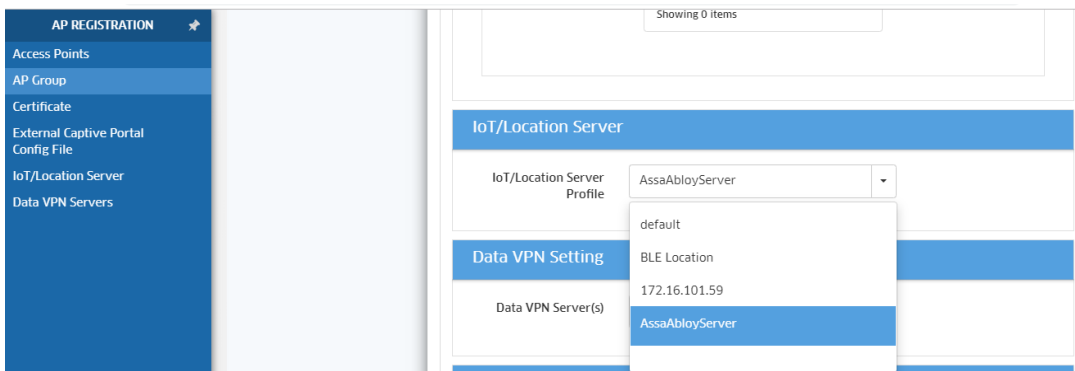 AP REGISTRATION
Access Points
AP Group
Certificate
External Captive Portal
Config File
IoT/Location Server
Data VPN Servers
Showing 0 items
IoT/Location Server
IoT/Location Server
Profile
AssaAbloyServer
default
BLE Location
172.16.101.59
AssaAbloyServer
Data VPN Setting
Data VPN Server(s)